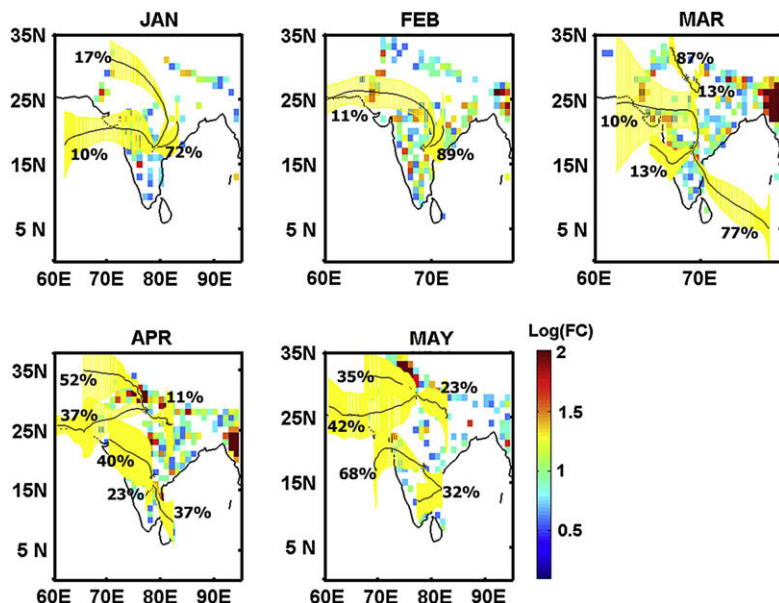 JAN
FEB
MAR
35N
25N
15N
5 N
60E 70E 80E 90E
17%
10%
72%
35N
25N
15N
5 N
60E 70E
11%
89%
35N
25N
15N
5 N
60E 70E
87%
13%
10%
13%
77%
APR
MAY
Log(FC)
35N
25N
15N
5 N
60E 70E 80E 90E
52%
11%
37%
40%
23%
37%
35N
25N
15N
5 N
60E 70E 80E 90E
35%
23%
42%
68%
32%
2
1.5
1
0.5